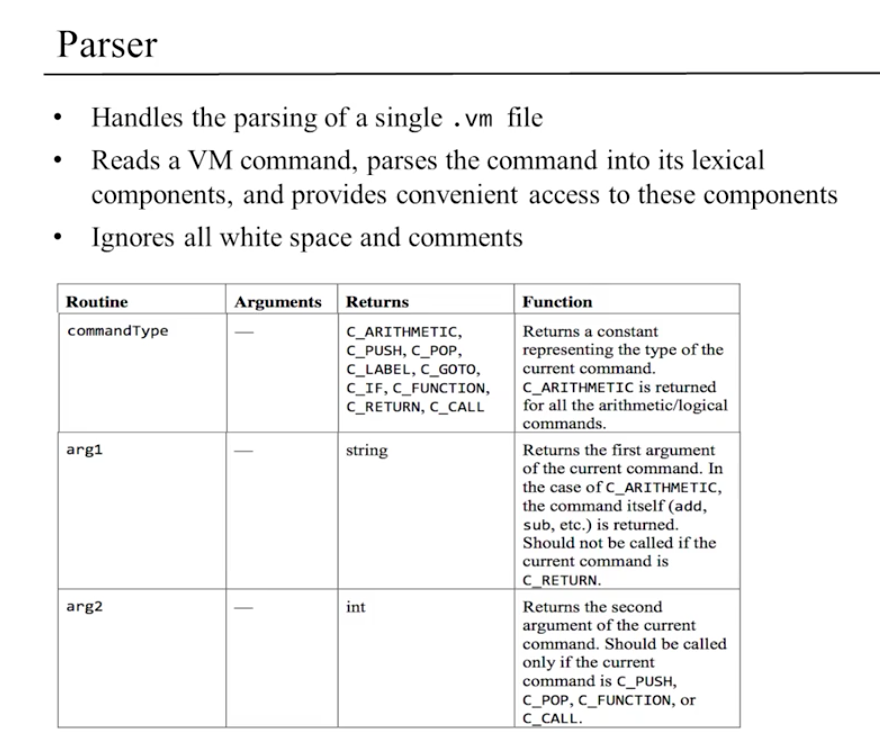 Parser
• Handles the parsing of a single .vm file
• Reads a VM command, parses the command into its lexical
components, and provides convenient access to these components
• Ignores all white space and comments
Routine Arguments Returns Function
commandType — C_ARITHMETIC,
C_PUSH, C_POP,
C_LABEL, C_GOTO,
C_IF, C_FUNCTION,
C_RETURN, C_CALL
Returns a constant
representing the type of the
current command.
C_ARITHMETIC is returned
for all the arithmetic/logical
commands.
arg1 — string
Returns the first argument
of the current command. In
the case of C_ARITHMETIC,
the command itself (add,
sub, etc.) is returned.
Should not be called if the
current command is
C_RETURN.
arg2 — int
Returns the second
argument of the current
command. Should be called
only if the current
command is C_PUSH,
C_POP, C_FUNCTION, or
C_CALL.